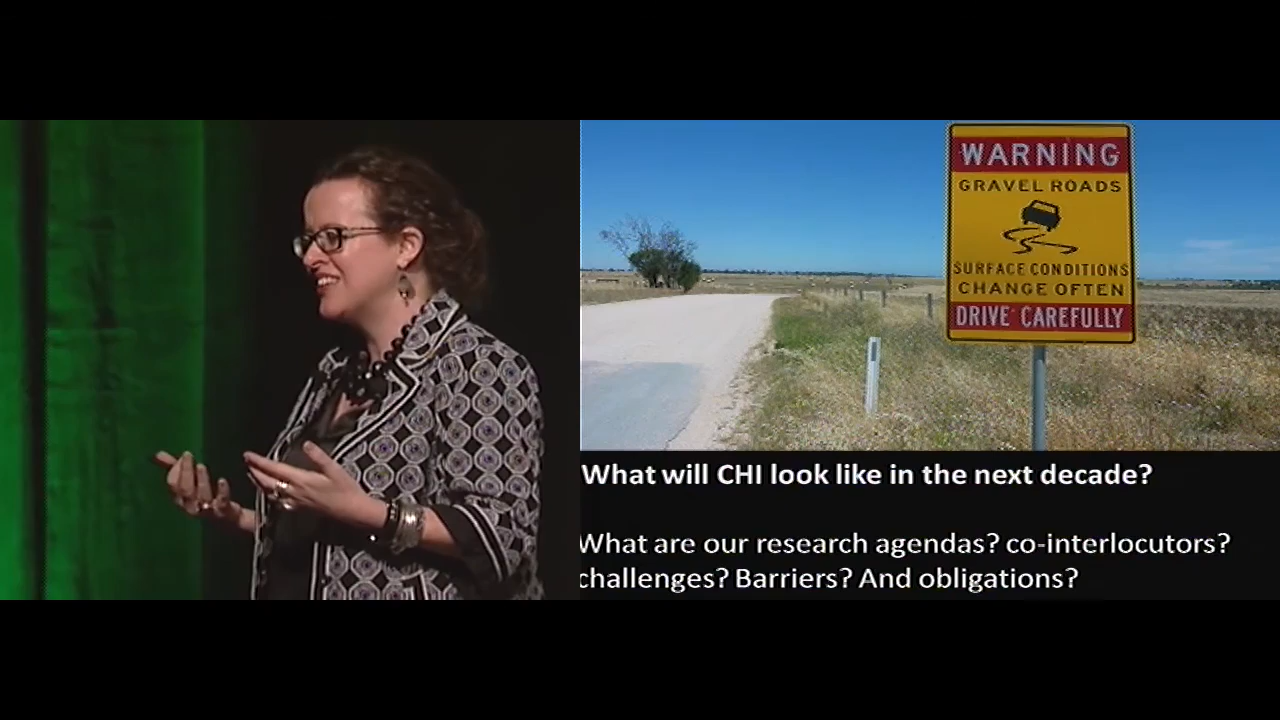 WARNING
GRAVEL ROADS
SURFACE CONDITIONS
CHANGE OFTEN
DRIVE CAREFULLY
What will CHI look like in the next decade?
What are our research agendas? co-interlocutors?
challenges? Barriers? And obligations?